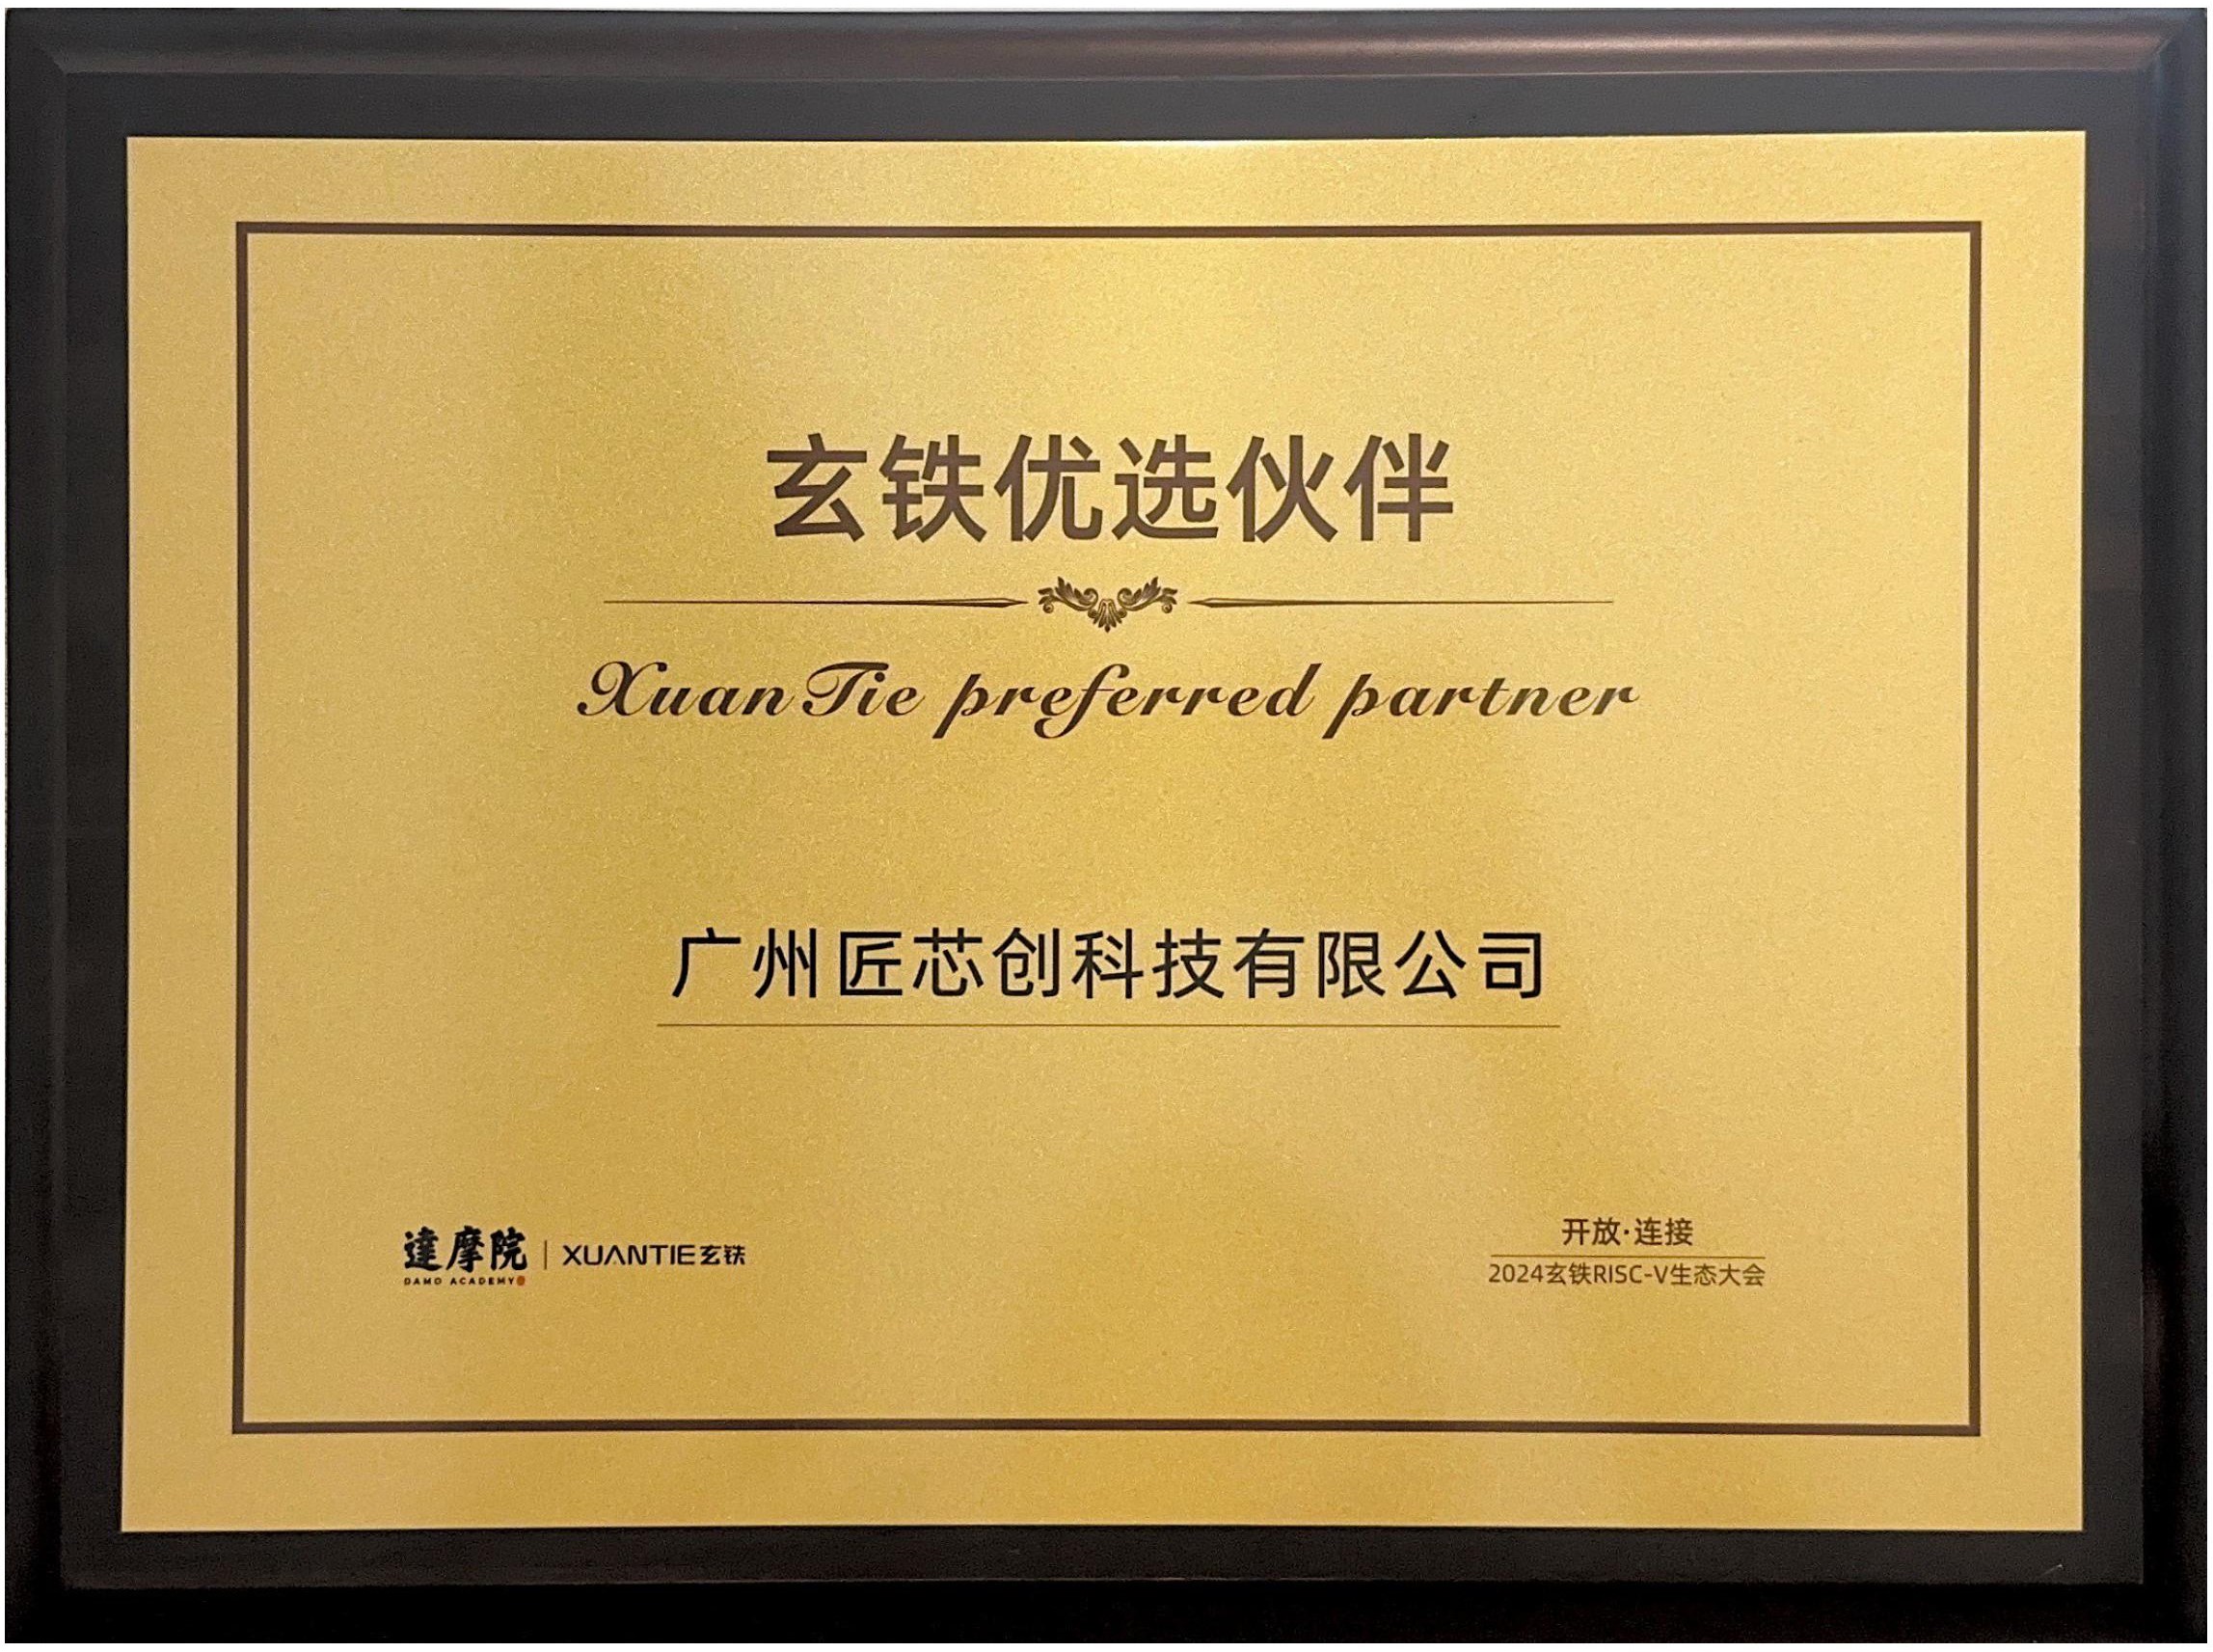 玄铁优选伙伴
XuanTie preferred partner
广州匠芯创科技有限公司
達摩院 | XUANTIE玄铁
DAMO ACADEMY
开放·连接
2024玄铁RISC-V生态大会